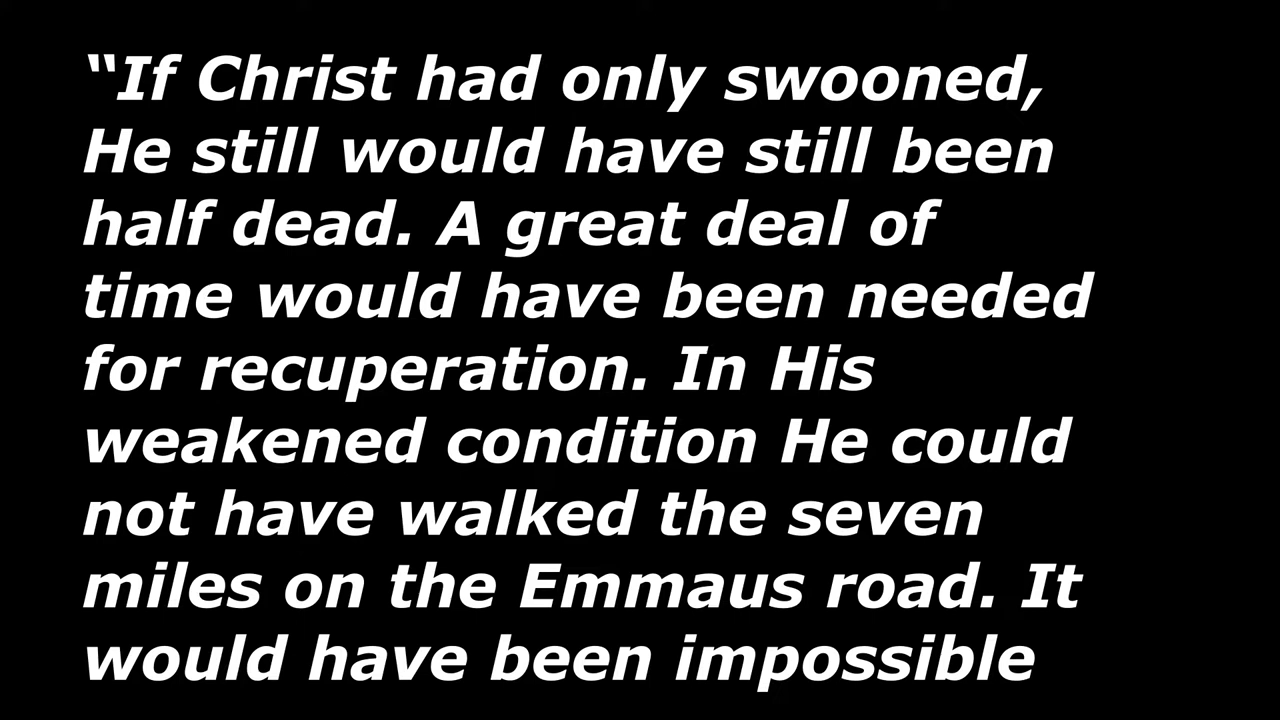 “If Christ had only swooned,
He still would have still been
half dead. A great deal of
time would have been needed
for recuperation. In His
weakened condition He could
not have walked the seven
miles on the Emmaus road. It
would have been impossible